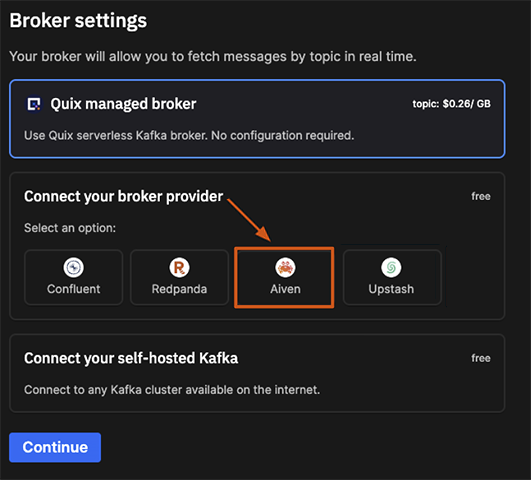 Broker settings
Your broker will allow you to fetch messages by topic in real time.
Quix managed broker
topic: $0.26/ GB
Use Quix serverless Kafka broker. No configuration required.
Connect your broker provider
free
Select an option:
Confluent
Redpanda
Aiven
Upstash
Connect your self-hosted Kafka
free
Connect to any Kafka cluster available on the internet.
Continue